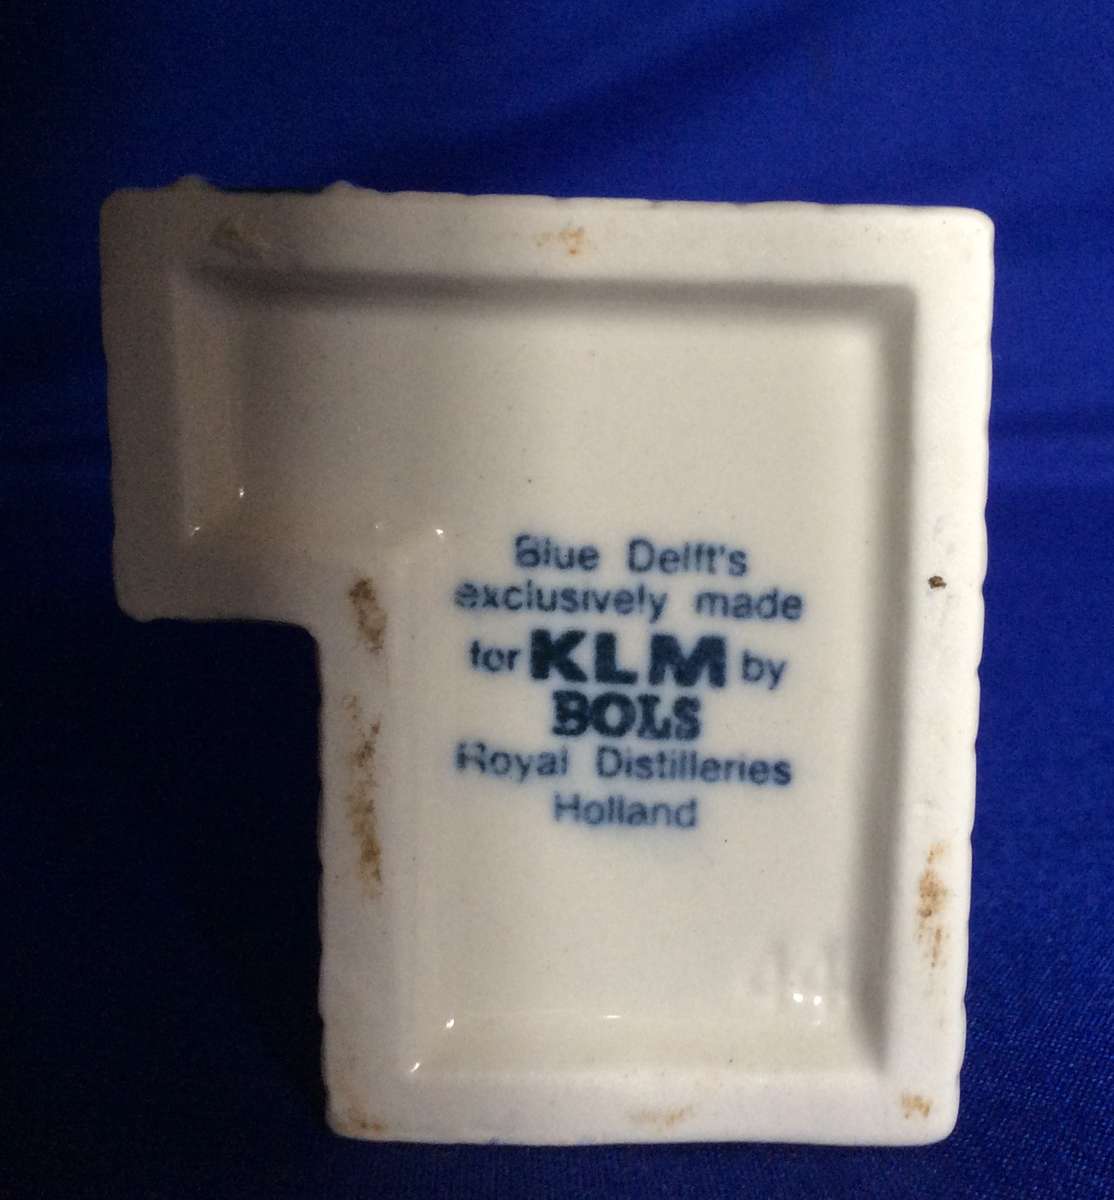 Blue Delft's
exclusively made
for KLM by
BOLS
Royal Distilleries
Holland